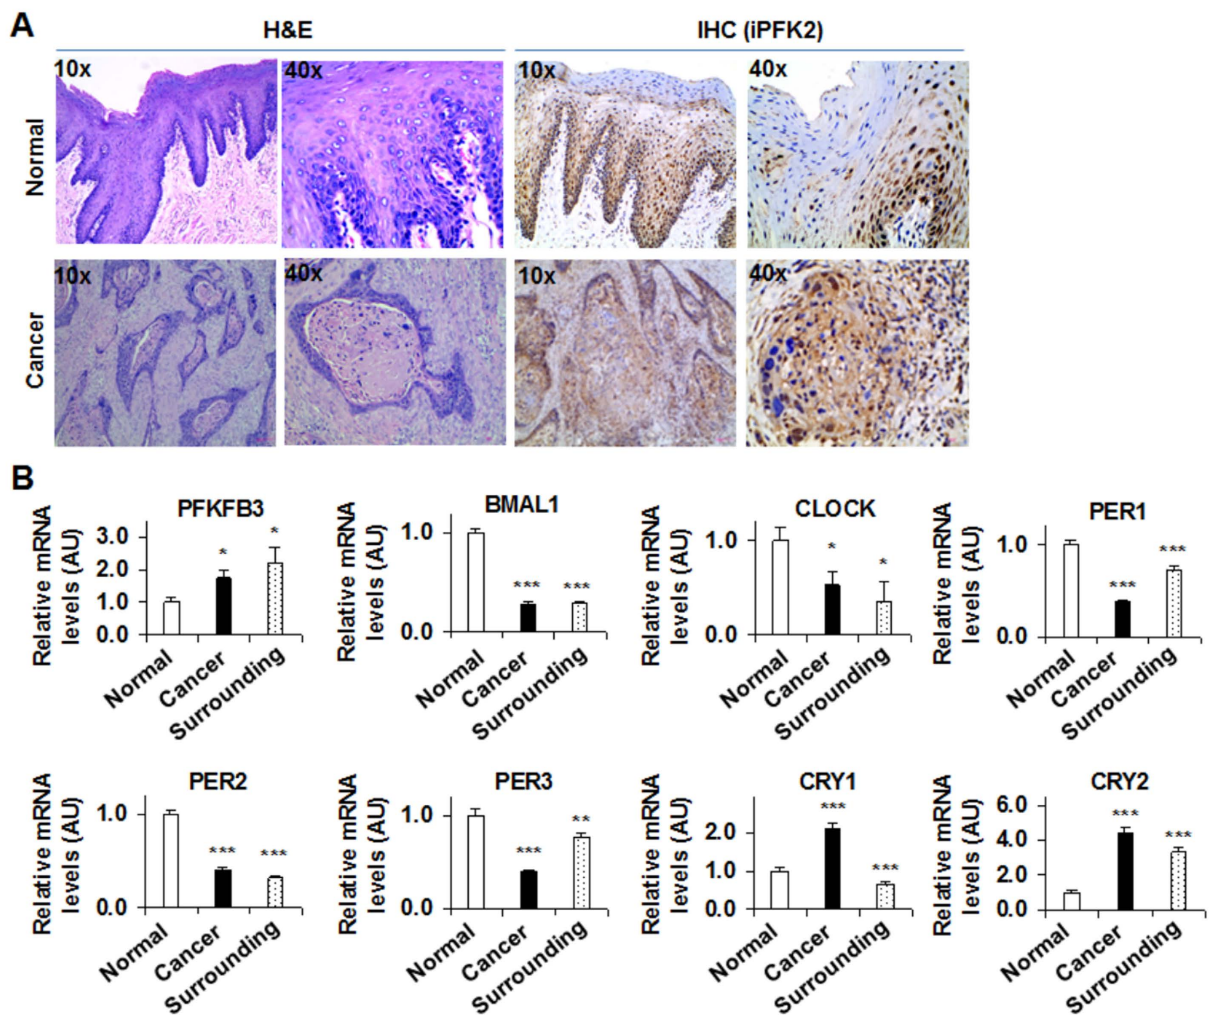 A
H&E
IHC (iPFK2)
Normal
10x
40x
10x
40x
Cancer
10x
40x
10x
40x
B
PFKFB3
Relative mRNA
levels (AU)
3.0
2.0
1.0
0.0
*
*
Normal
Cancer
Surrounding
BMAL1
Relative mRNA
levels (AU)
1.0
0.0
***
***
Normal
Cancer
Surrounding
CLOCK
Relative mRNA
levels (AU)
1.0
0.0
*
*
Normal
Cancer
Surrounding
PER1
Relative mRNA
levels (AU)
1.0
0.0
***
***
Normal
Cancer
Surrounding
PER2
Relative mRNA
levels (AU)
1.0
0.0
***
***
Normal
Cancer
Surrounding
PER3
Relative mRNA
levels (AU)
1.0
0.0
***
**
Normal
Cancer
Surrounding
CRY1
Relative mRNA
levels (AU)
2.0
1.0
0.0
***
***
Normal
Cancer
Surrounding
CRY2
Relative mRNA
levels (AU)
6.0
4.0
2.0
0.0
***
***
Normal
Cancer
Surrounding